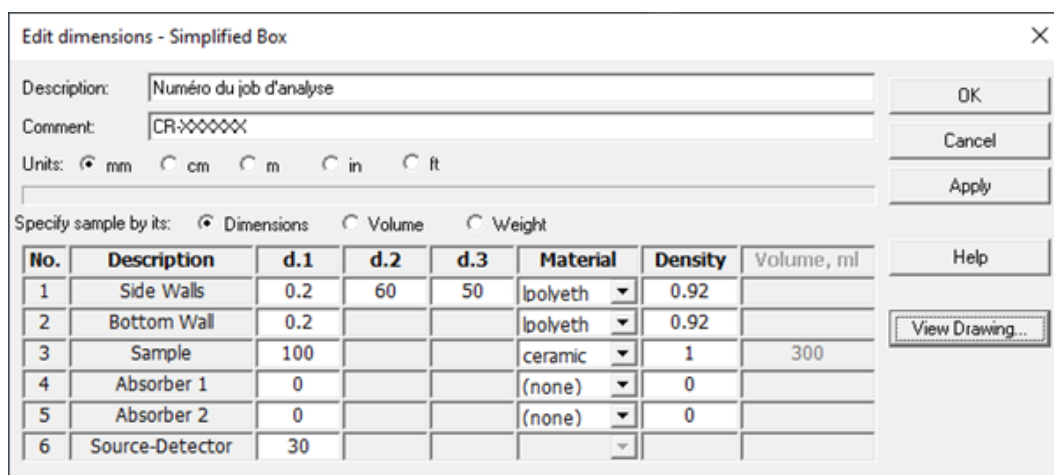 Edit dimensions - Simplified Box
Description: Numéro du job d'analyse
OK
Comment: CR-XXXXXX
Cancel
Units: mm cm m in ft
Apply
Specify sample by its: Dimensions Volume Weight
No. Description d.1 d.2 d.3 Material Density Volume, ml
Help
1 Side Walls 0.2 60 50 lpolyeth 0.92
2 Bottom Wall 0.2 lpolyeth 0.92
View Drawing...
3 Sample 100 ceramic 1 300
4 Absorber 1 0 (none) 0
5 Absorber 2 0 (none) 0
6 Source-Detector 30